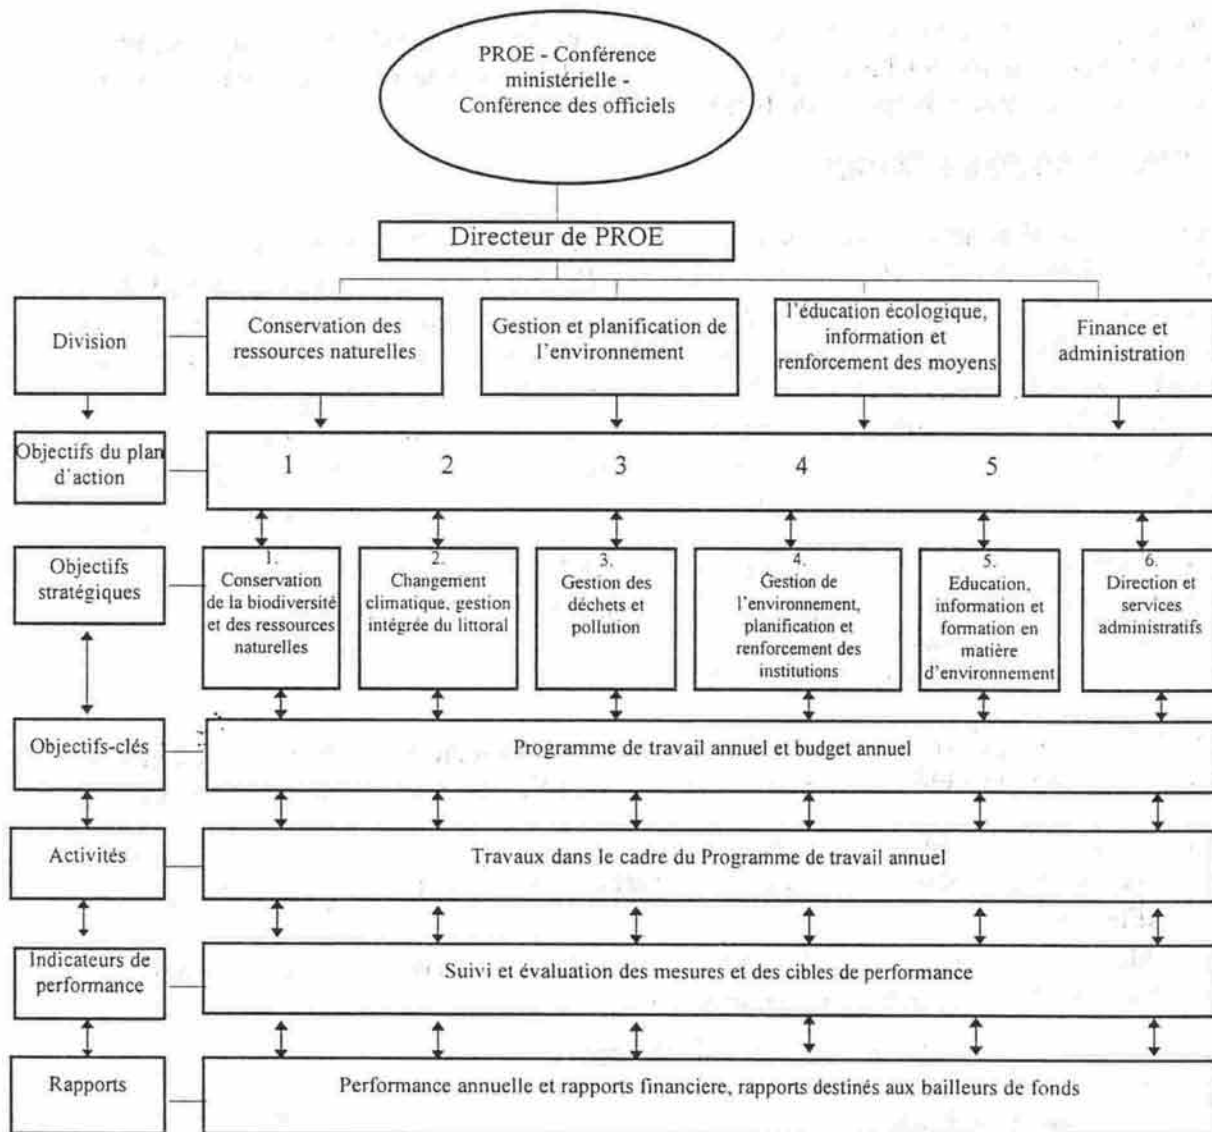 PROE - Conférence
ministérielle -
Conférence des officiels
Directeur de PROE
Division
Conservation des
ressources naturelles
Gestion et planification de
l'environnement
l'éducation écologique,
information et
renforcement des moyens
Finance et
administration
Objectifs du plan
d'action
1 2 3 4 5
Objectifs
stratégiques
1.
Conservation
de la biodiversité
et des ressources
naturelles
2.
Changement
climatique, gestion
intégrée du littoral
3.
Gestion des
déchets et
pollution
4.
Gestion de
l'environnement,
planification et
renforcement des
institutions
5.
Education,
information et
formation en
matière
d'environnement
6.
Direction et
services
administratifs
Objectifs-clés
Programme de travail annuel et budget annuel
Activités
Travaux dans le cadre du Programme de travail annuel
Indicateurs de
performance
Suivi et évaluation des mesures et des cibles de performance
Rapports
Performance annuelle et rapports financiere, rapports destinés aux bailleurs de fonds